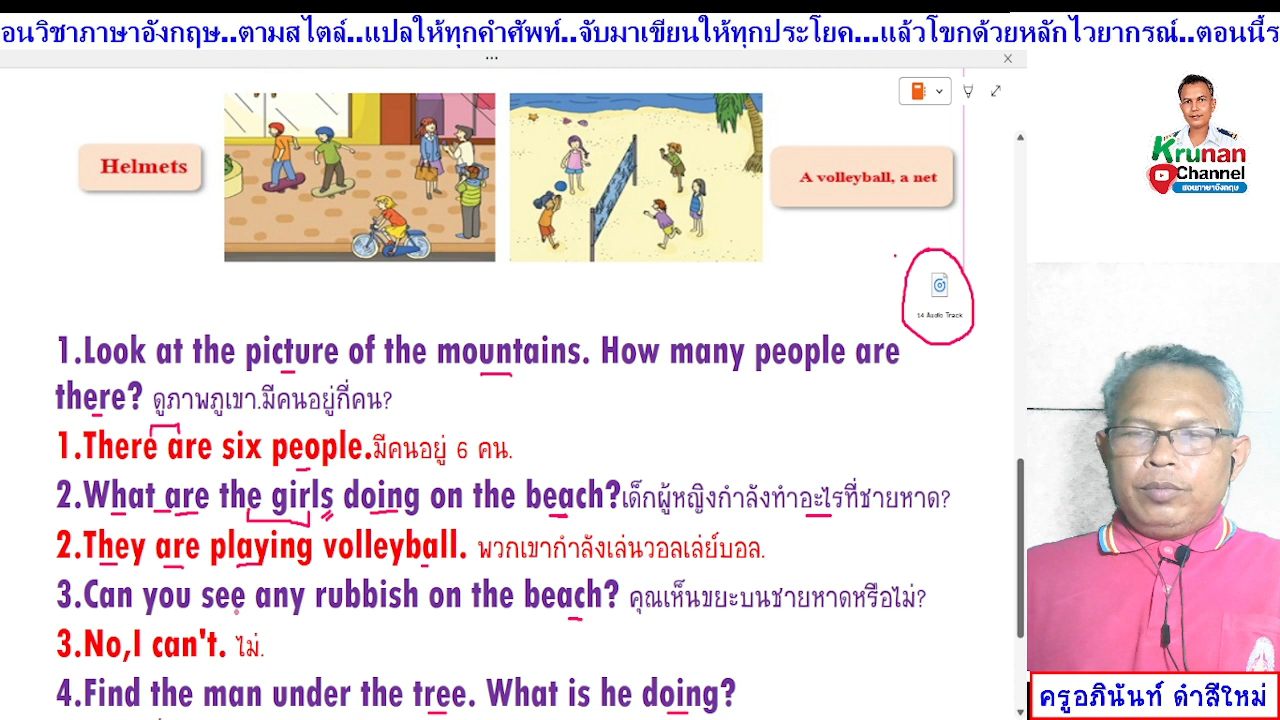 อนวิชาภาษาอังกฤษ..ตามสไตล์..แปลให้ทุกคำศัพท์..จับมาเขียนให้ทุกประโยค...แล้วโขกด้วยหลักไวยากรณ์..ตอนนี้ร
Helmets
A volleyball, a net
Krunan
Channel
สอนภาษาอังกฤษ
14 Audio Track
1.Look at the picture of the mountains. How many people are
there? ดูภาพภูเขา.มีคนอยู่กี่คน?
1.There are six people.มีคนอยู่ 6 คน.
2.What are the girls doing on the beach?เด็กผู้หญิงกำลังทำอะไรที่ชายหาด?
2.They are playing volleyball. พวกเขากำลังเล่นวอลเล่ย์บอล.
3.Can you see any rubbish on the beach? คุณเห็นขยะบนชายหาดหรือไม่?
3.No,I can't. ไม่.
4.Find the man under the tree. What is he doing?
ครูอภินันท์ ดำสีใหม่